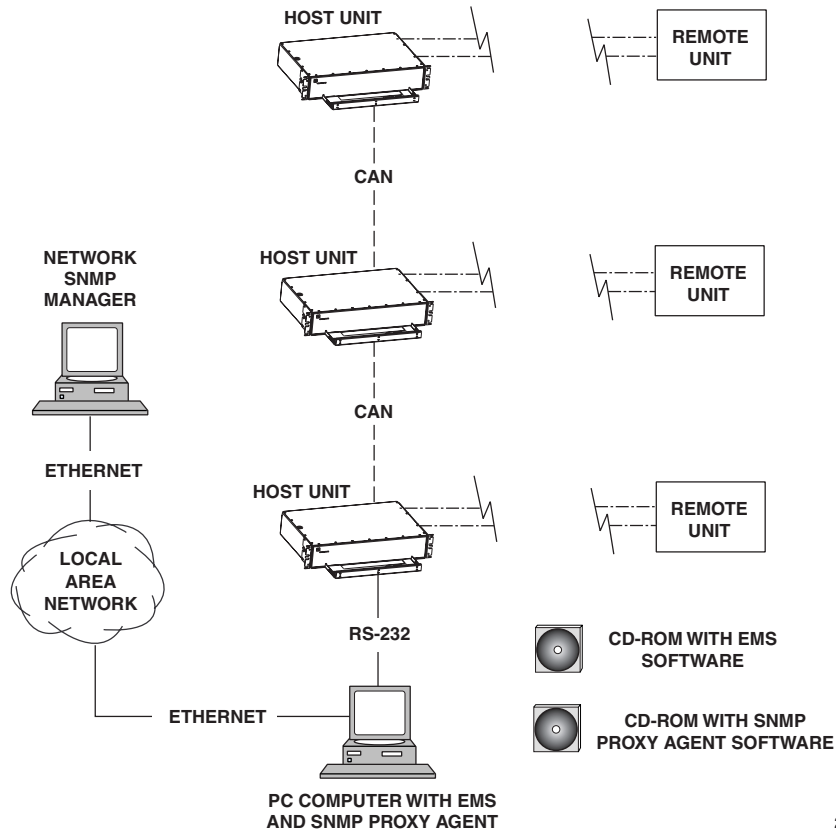 HOST UNIT
REMOTE
UNIT
CAN
NETWORK
SNMP
MANAGER
HOST UNIT
REMOTE
UNIT
CAN
ETHERNET
HOST UNIT
REMOTE
UNIT
LOCAL
AREA
NETWORK
RS-232
CD-ROM WITH EMS
SOFTWARE
ETHERNET
CD-ROM WITH SNMP
PROXY AGENT SOFTWARE
PC COMPUTER WITH EMS
AND SNMP PROXY AGENT